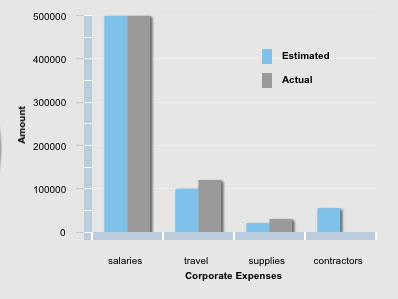 500000
400000
300000
200000
100000
0
Amount
Estimated
Actual
salaries travel supplies contractors
Corporate Expenses